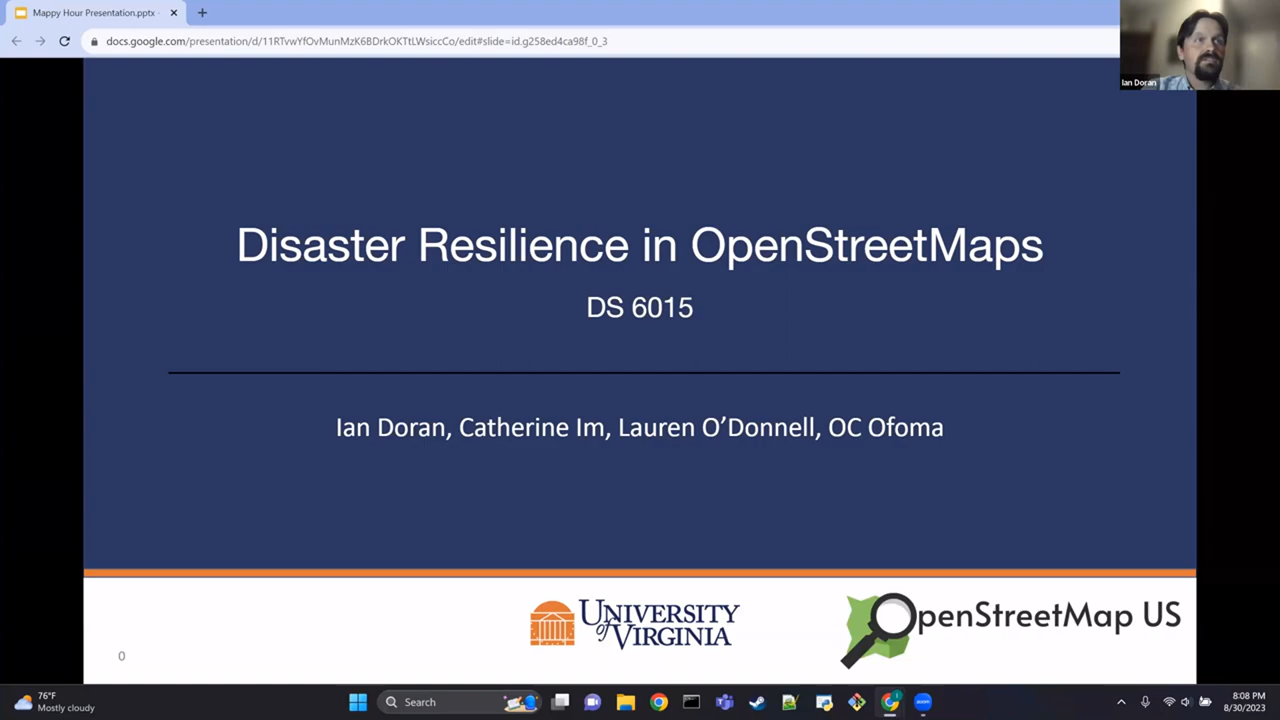 Mappy Hour Presentation.pptx
docs.google.com/presentation/d/11RTvwYfOvMunMzK6BDrkOKTtLWsiccCo/edit#slide=id.g258ed4ca98f_0_3
Ian Doran
Disaster Resilience in OpenStreetMaps
DS 6015
Ian Doran, Catherine Im, Lauren O’Donnell, OC Ofoma
UNIVERSITY
of VIRGINIA
penStreetMap US
0
76°F
Mostly cloudy
Search
8:08 PM
8/30/2023